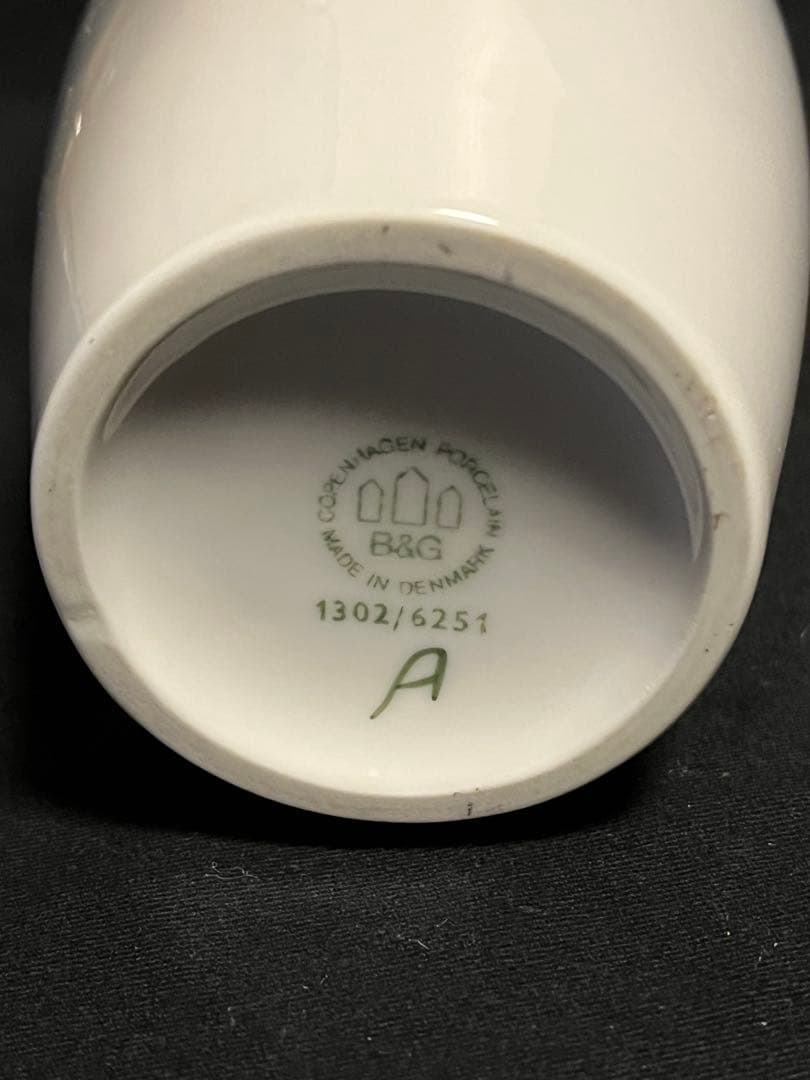 COPENHAGEN PORCELAIN
B&G
MADE IN DENMARK
1302/6251
A